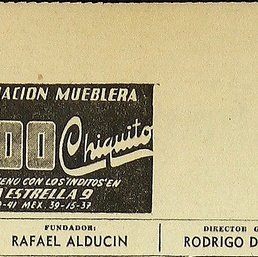 ACION MUEBLERA
Chiquito
ENO CON LOS "INDITOS" EN
ESTRELLA 9
-41 MEX. 39-15-37
FUNDADOR:
RAFAEL ALDUCIN
DIRECTOR G
RODRIGO D